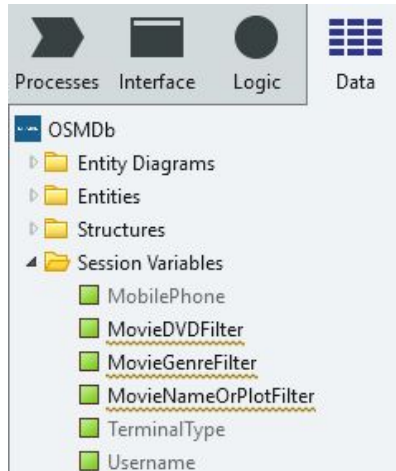 Processes Interface Logic Data
OSMDb
Entity Diagrams
Entities
Structures
Session Variables
MobilePhone
MovieDVDFilter
MovieGenreFilter
MovieNameOrPlotFilter
TerminalType
Username